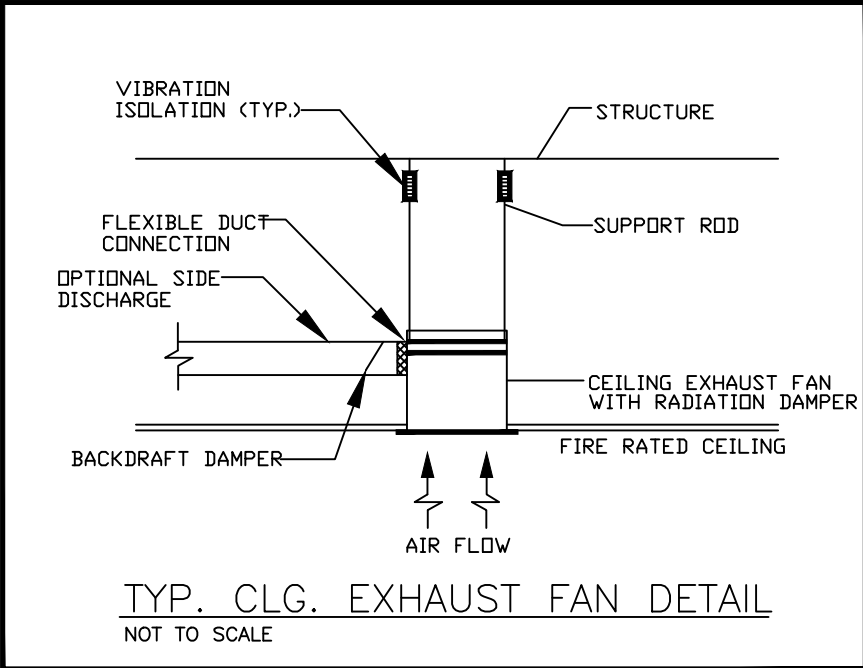 VIBRATION
ISOLATION (TYP.)
STRUCTURE
FLEXIBLE DUCT
CONNECTION
SUPPORT ROD
OPTIONAL SIDE
DISCHARGE
CEILING EXHAUST FAN
WITH RADIATION DAMPER
FIRE RATED CEILING
BACKDRAFT DAMPER
AIR FLOW
TYP. CLG. EXHAUST FAN DETAIL
NOT TO SCALE